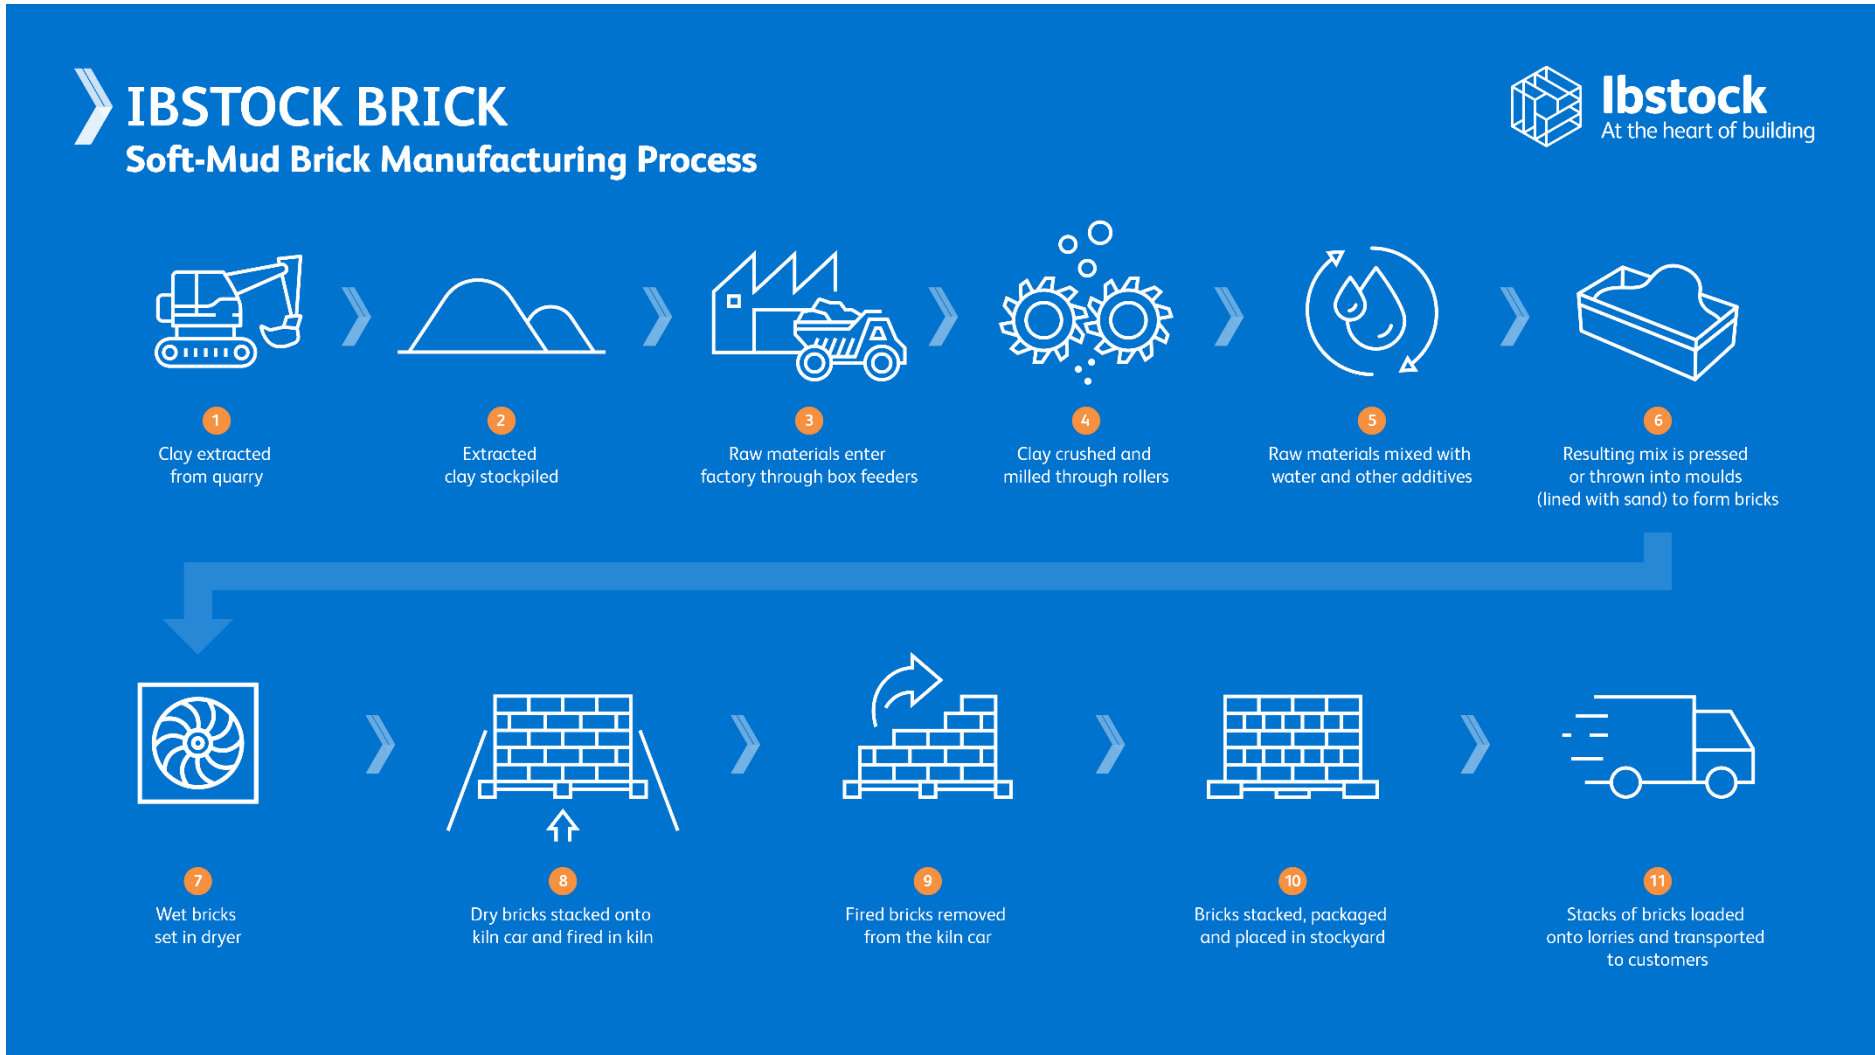 IBSTOCK BRICK
Soft-Mud Brick Manufacturing Process
Ibstock
At the heart of building
1
Clay extracted
from quarry
2
Extracted
clay stockpiled
3
Raw materials enter
factory through box feeders
4
Clay crushed and
milled through rollers
5
Raw materials mixed with
water and other additives
6
Resulting mix is pressed
or thrown into moulds
(lined with sand) to form bricks
7
Wet bricks
set in dryer
8
Dry bricks stacked onto
kiln car and fired in kiln
9
Fired bricks removed
from the kiln car
10
Bricks stacked, packaged
and placed in stockyard
11
Stacks of bricks loaded
onto lorries and transported
to customers